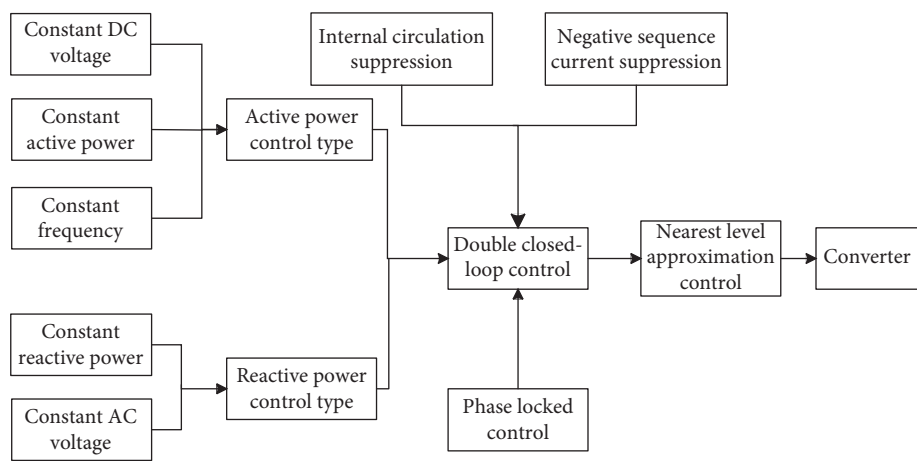 Constant DC
voltage
Constant
active power
Constant
frequency
Constant
reactive power
Constant AC
voltage
Active power
control type
Reactive power
control type
Internal circulation
suppression
Negative sequence
current suppression
Double closed-
loop control
Phase locked
control
Nearest level
approximation
control
Converter